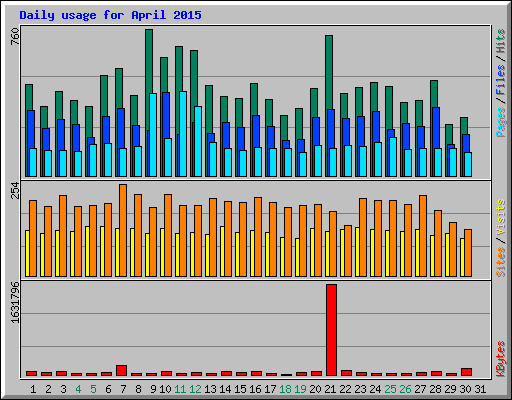 Daily usage for April 2015
760
Pages / Files / Hits
254
Sites / Visits
1631796
KBytes
1 2 3 4 5 6 7 8 9 10 11 12 13 14 15 16 17 18 19 20 21 22 23 24 25 26 27 28 29 30 31